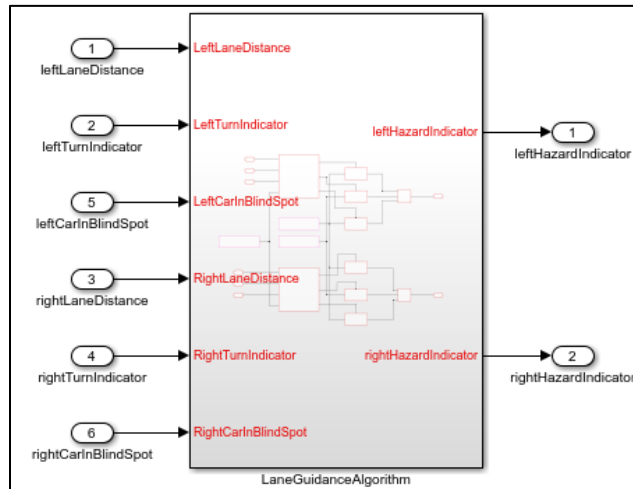 1
leftLaneDistance
LeftLaneDistance
2
leftTurnIndicator
LeftTurnIndicator
leftHazardIndicator
1
leftHazardIndicator
5
leftCarInBlindSpot
LeftCarInBlindSpot
3
rightLaneDistance
RightLaneDistance
4
rightTurnIndicator
RightTurnIndicator
rightHazardIndicator
2
rightHazardIndicator
6
rightCarInBlindSpot
RightCarInBlindSpot
LaneGuidanceAlgorithm